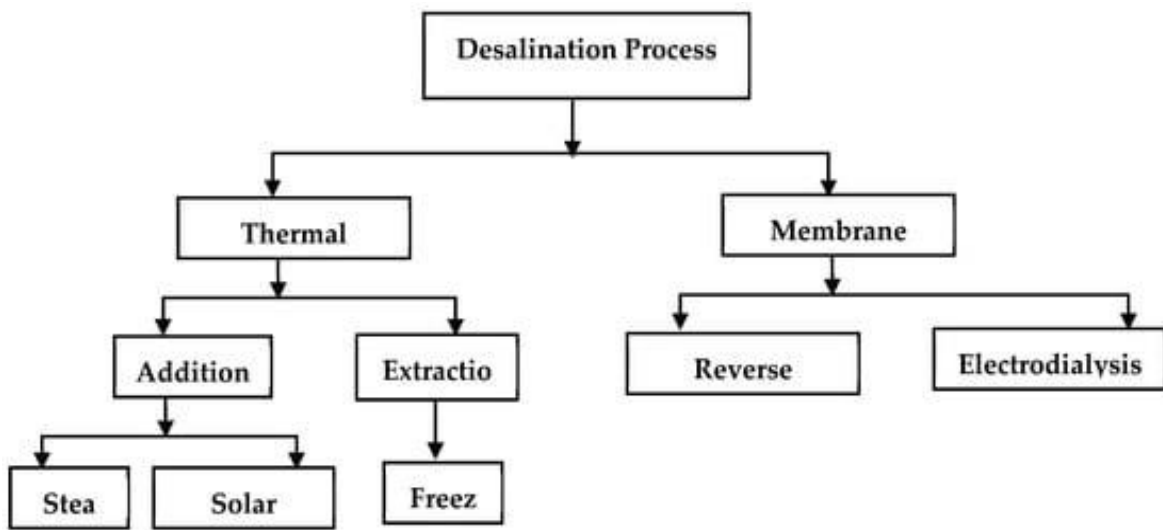 Desalination Process
Thermal
Membrane
Addition
Extractio
Reverse
Electrodialysis
Stea
Solar
Freez